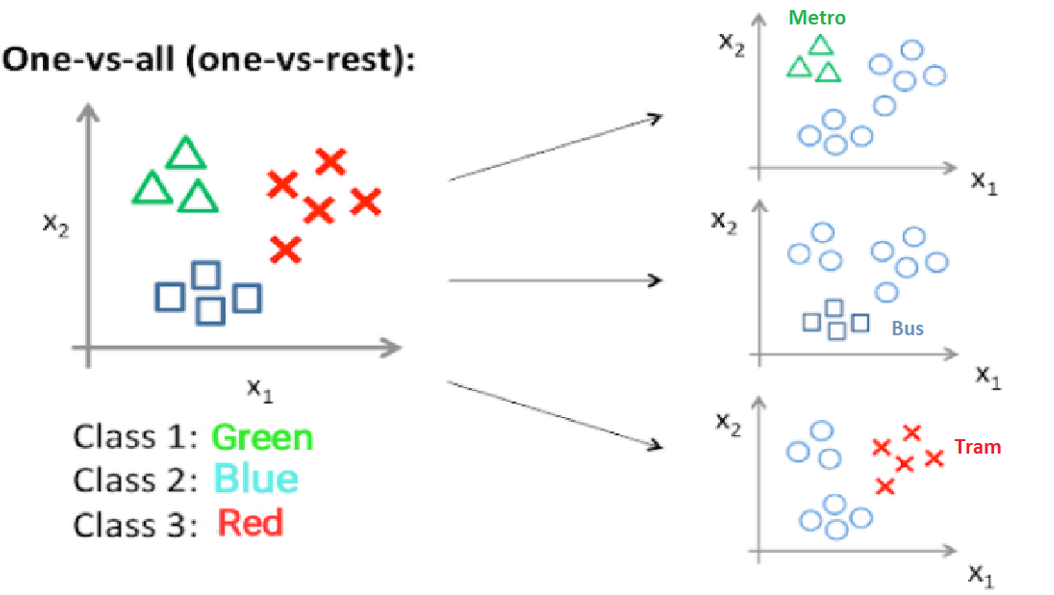 One-vs-all (one-vs-rest):
x2
x1
Class 1: Green
Class 2: Blue
Class 3: Red
Metro
x2
x1
x2
Bus
x1
x2
Tram
x1